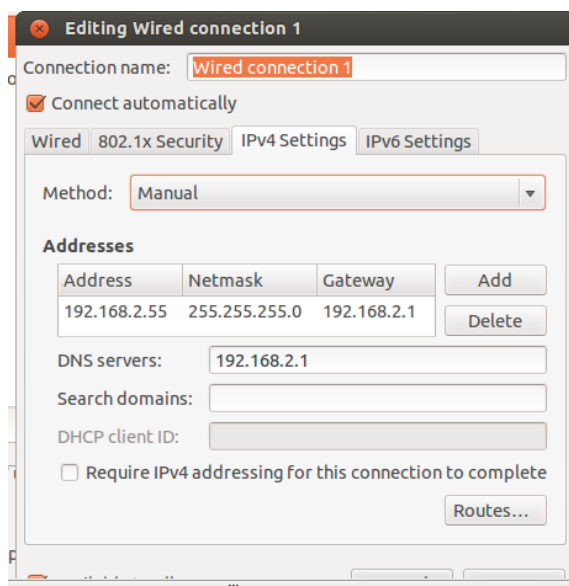 Editing Wired connection 1
Connection name: Wired connection 1
Connect automatically
Wired 802.1x Security IPv4 Settings IPv6 Settings
Method: Manual
Addresses
Address Netmask Gateway Add
192.168.2.55 255.255.255.0 192.168.2.1
Delete
DNS servers: 192.168.2.1
Search domains:
DHCP client ID:
Require IPv4 addressing for this connection to complete
Routes...